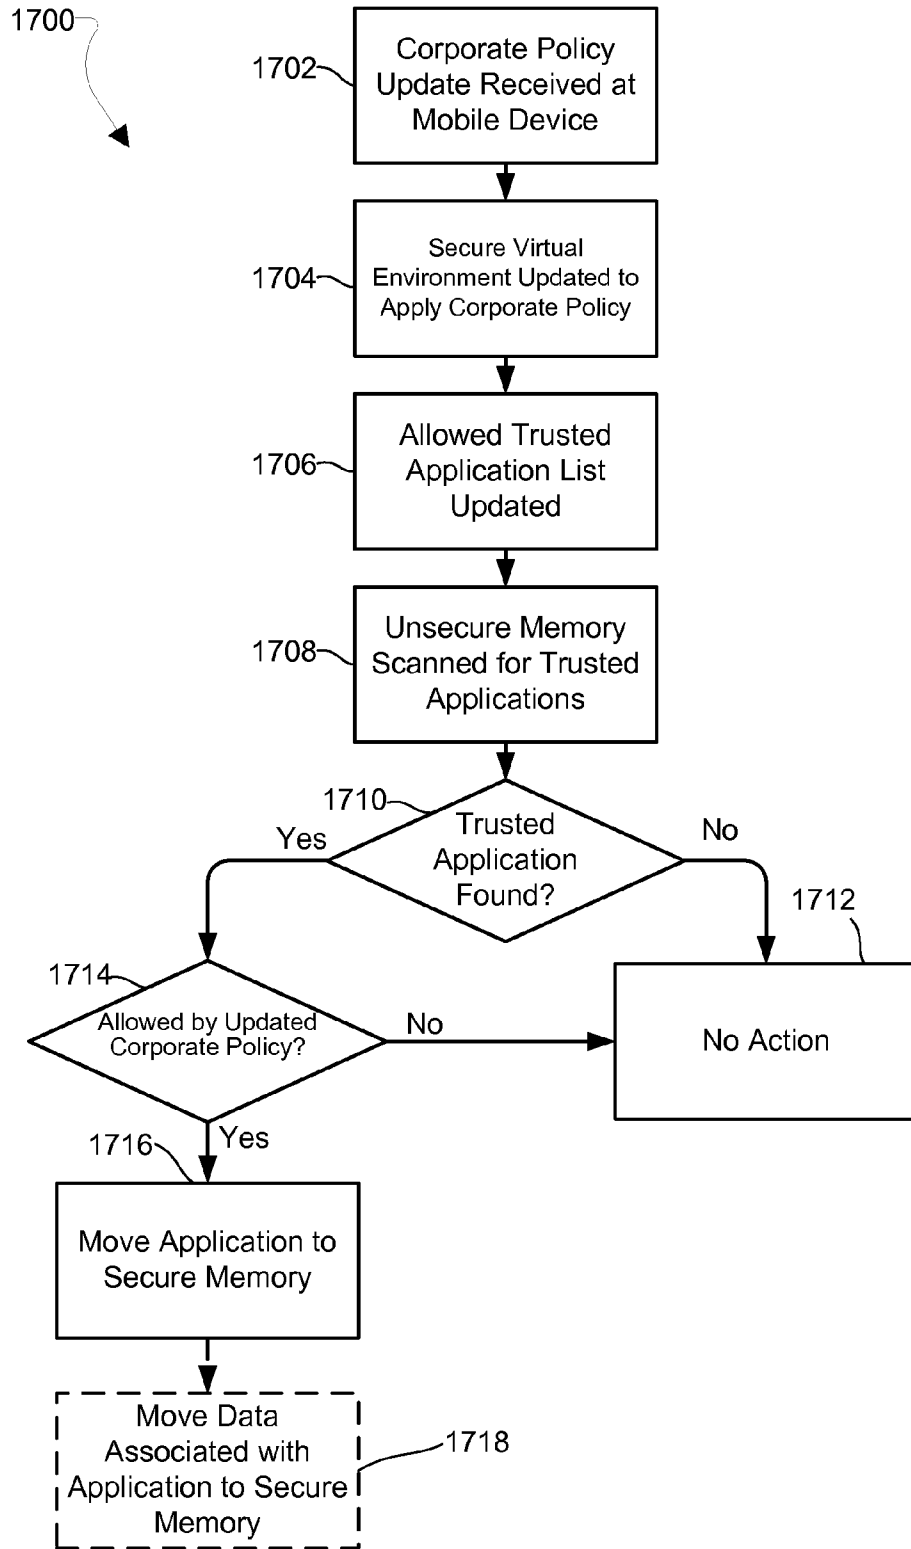 1700
1702
Corporate Policy
Update Received at
Mobile Device
1704
Secure Virtual
Environment Updated to
Apply Corporate Policy
1706
Allowed Trusted
Application List
Updated
1708
Unsecure Memory
Scanned for Trusted
Applications
1710
Trusted
Application
Found?
Yes
No
1712
No Action
1714
Allowed by Updated
Corporate Policy?
No
Yes
1716
Move Application to
Secure Memory
Move Data
Associated with
Application to Secure
Memory
1718